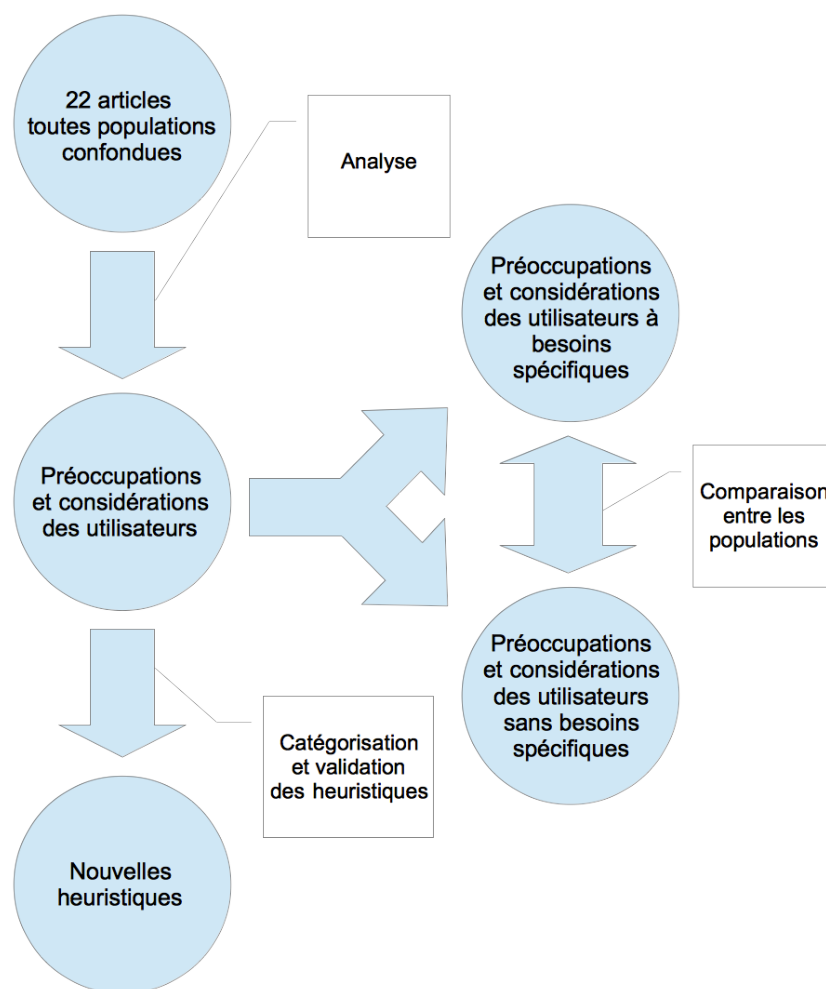 22 articles
toutes populations
confondues
Analyse
Préoccupations
et considérations
des utilisateurs à
besoins
spécifiques
Préoccupations
et considérations
des utilisateurs
Comparaison
entre les
populations
Préoccupations
et considérations
des utilisateurs
sans besoins
spécifiques
Catégorisation
et validation
des heuristiques
Nouvelles
heuristiques